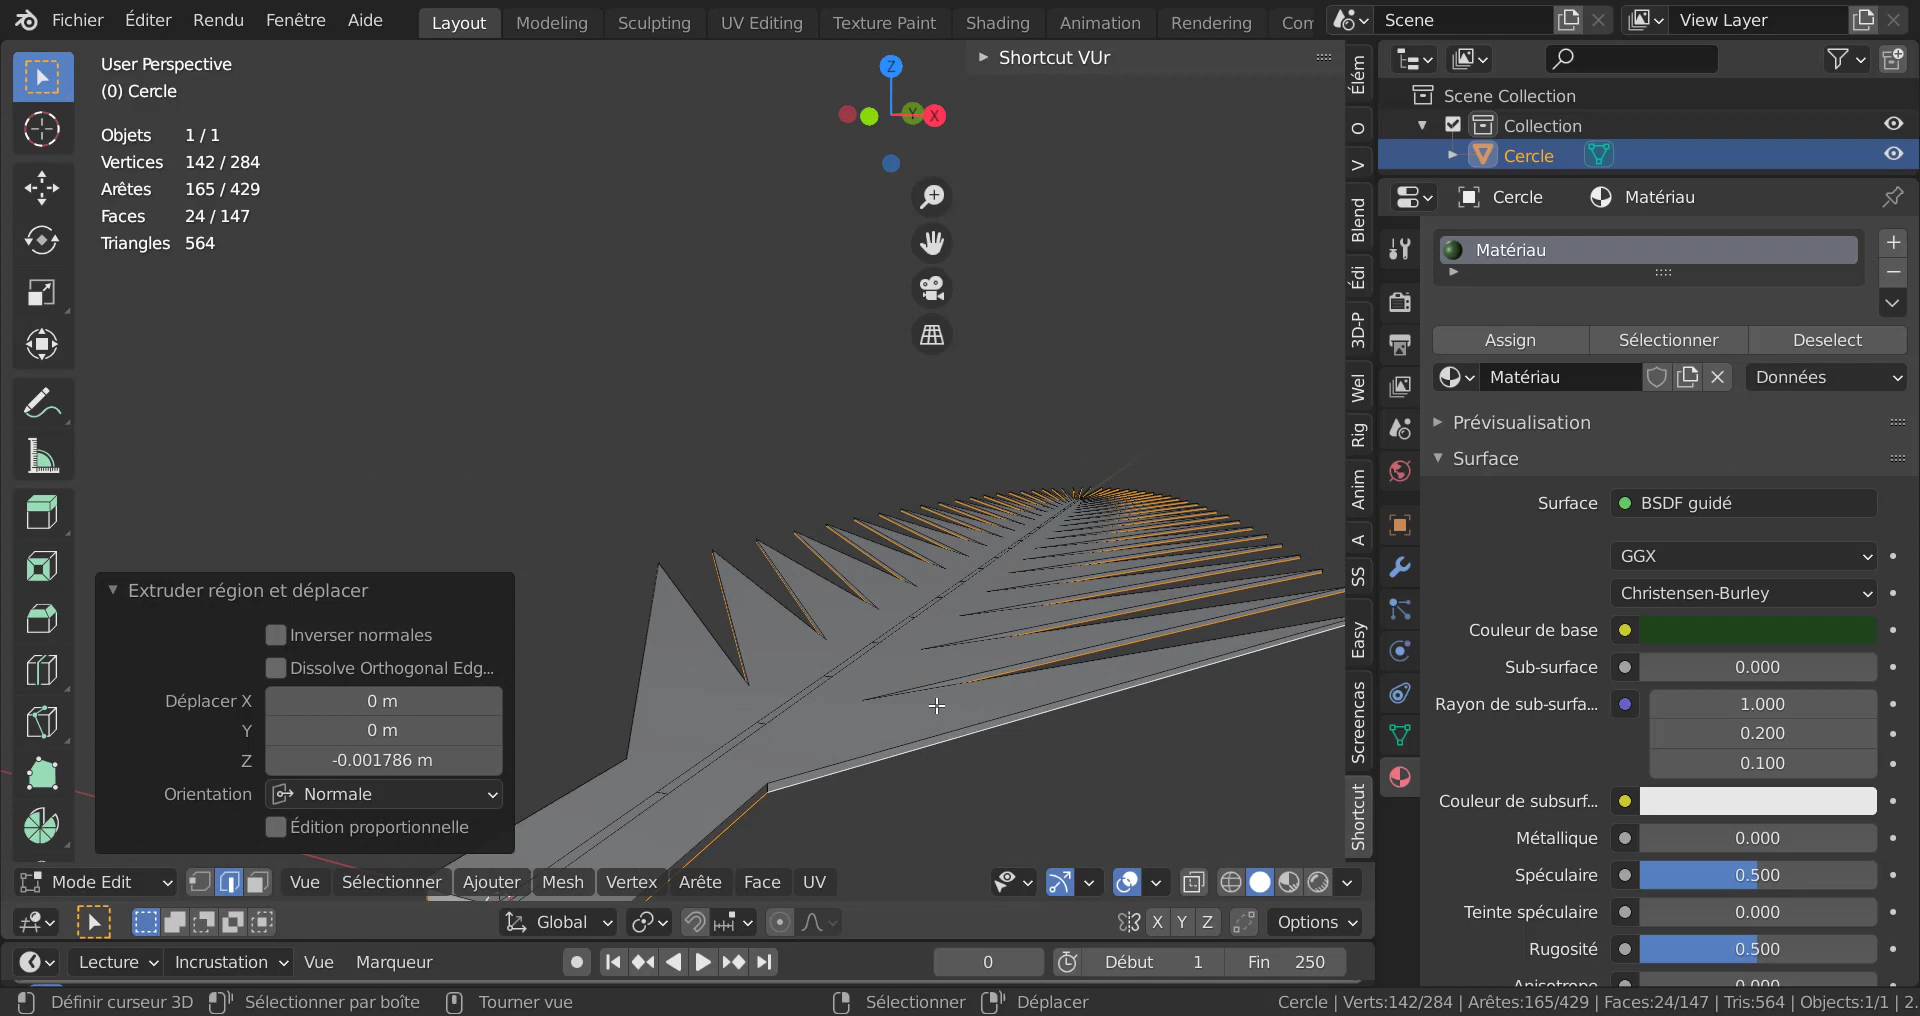 Fichier Éditer Rendu Fenêtre Aide Layout Modeling Sculpting UV Editing Texture Paint Shading Animation Rendering Com Scene View Layer
User Perspective
(0) Cercle
Objets 1 / 1
Vertices 142 / 284
Arêtes 165 / 429
Faces 24 / 147
Triangles 564
Shortcut VUr
Z
Y
X
Élém
O
V
Blend
Édi
3D-P
Wel
Rig
Anim
A
SS
Easy
Screencas
Shortcut
Extruder région et déplacer
Inverser normales
Dissolve Orthogonal Edg...
Déplacer X 0 m
Y 0 m
Z -0.001786 m
Orientation Normale
Édition proportionnelle
Mode Edit Vue Sélectionner Ajouter Mesh Vertex Arête Face UV
Global X Y Z Options
Lecture Incrustation Vue Marqueur 0 Début 1 Fin 250
Scene Collection
Collection
Cercle
Cercle Matériau
Matériau
Assign Sélectionner Deselect
Matériau Données
Prévisualisation
Surface
Surface BSDF guidé
GGX
Christensen-Burley
Couleur de base
Sub-surface 0.000
Rayon de sub-surfa... 1.000
0.200
0.100
Couleur de subsurf...
Métallique 0.000
Spéculaire 0.500
Teinte spéculaire 0.000
Rugosité 0.500
Anisotrope 0.000
Définir curseur 3D Sélectionner par boîte Tourner vue Sélectionner Déplacer Cercle | Verts:142/284 | Arêtes:165/429 | Faces:24/147 | Tris:564 | Objects:1/1 | 2.